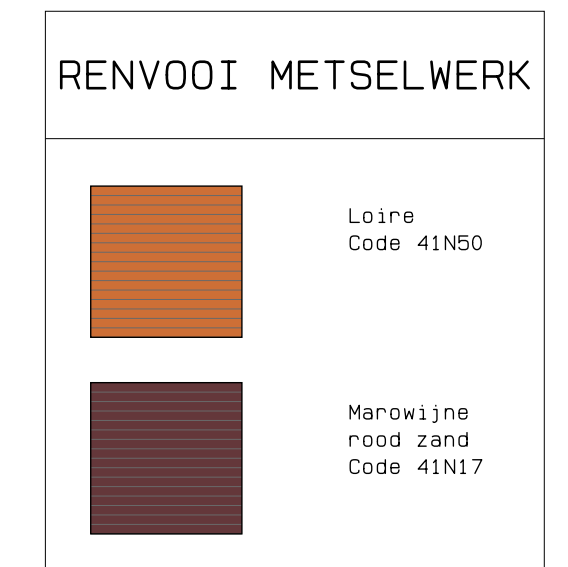 RENVOOI METSELWERK
Loire
Code 41N50
Marowijne
rood zand
Code 41N17